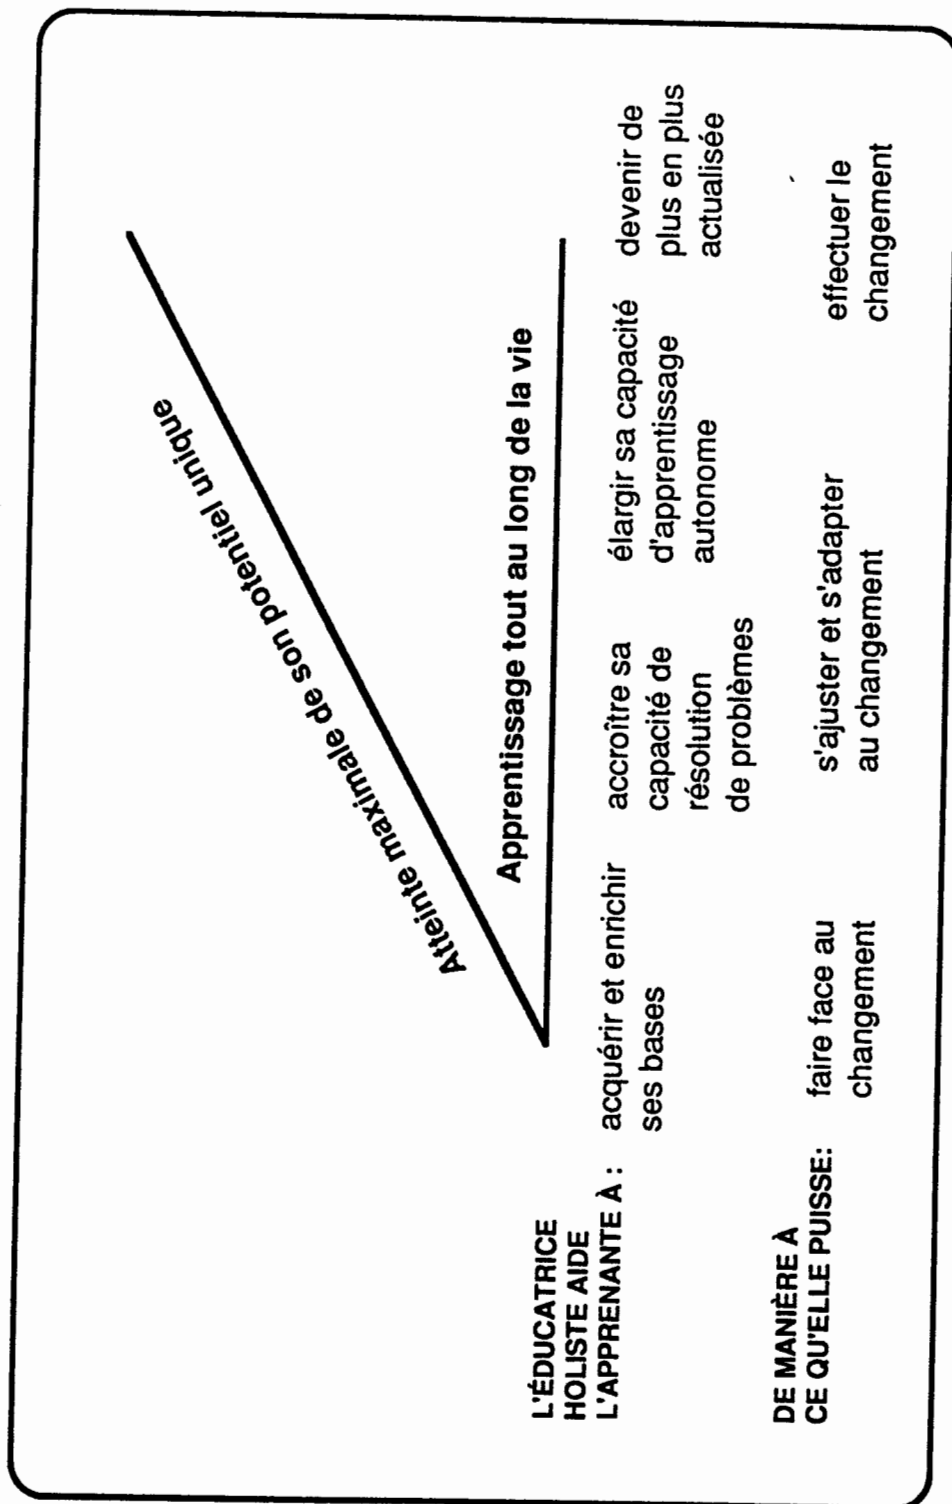 Atteinte maximale de son potentiel unique
Apprentissage tout au long de la vie
L'ÉDUCATRICE
HOLISTE AIDE
L'APPRENANTE À :
acquérir et enrichir
ses bases
accroître sa
capacité de
résolution
de problèmes
élargir sa capacité
d'apprentissage
autonome
devenir de
plus en plus
actualisée
DE MANIÈRE À
CE QU'ELLE PUISSE:
faire face au
changement
s'ajuster et s'adapter
au changement
effectuer le
changement